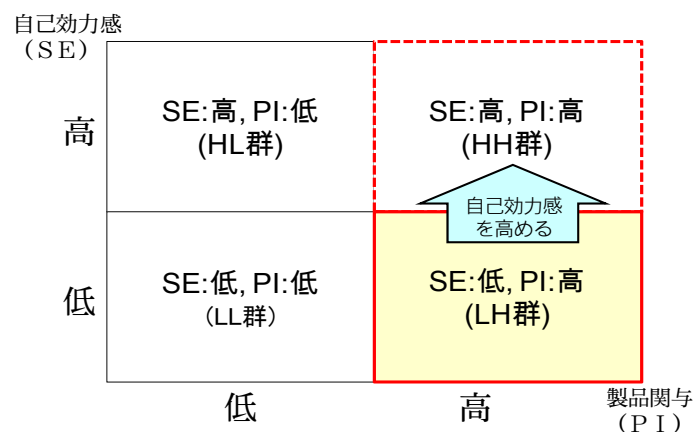 自己効力感
（ＳＥ）
高
SE:高, PI:低
(HL群)
SE:高, PI:高
(HH群)
自己効力感
を高める
低
SE:低, PI:低
（LL群）
SE:低, PI:高
(LH群)
低
高
製品関与
（ＰＩ）